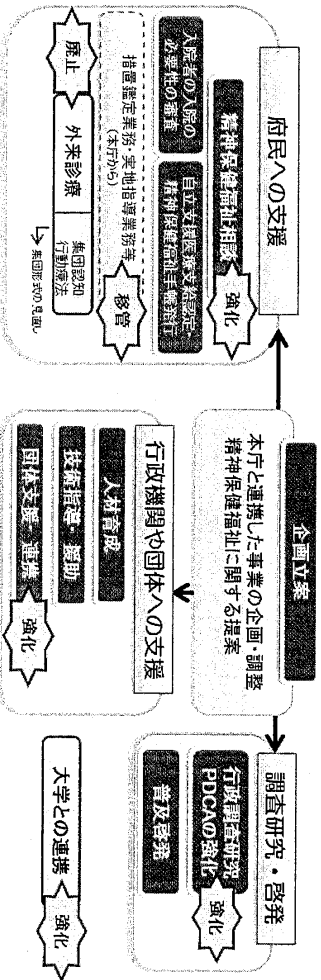 企画立案
本庁と連携した事業の企画・調整
精神保健福祉に関する提案
府民への支援
精神保健福祉相談
強化
入院者の入院の
必要性の審査
自立支援医療支給認定・
精神保健福祉手帳発行
措置鑑定業務・実地指導業務等
(本庁から)
移管
廃止
外来診療
集団認知
行動療法
集団形式の見直し
行政機関や団体への支援
人材育成
技術指導・援助
団体支援・連携
強化
調査研究・啓発
行政調査研究
PDCAの強化
強化
普及啓発
大学との連携
強化